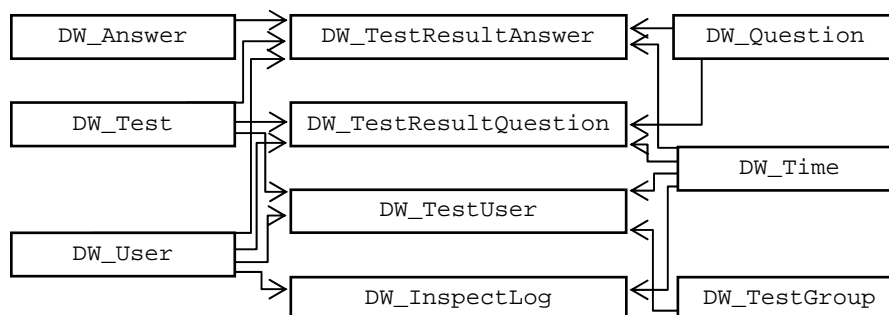 DW_Answer
DW_TestResultAnswer
DW_Question
DW_Test
DW_TestResultQuestion
DW_Time
DW_TestUser
DW_User
DW_InspectLog
DW_TestGroup